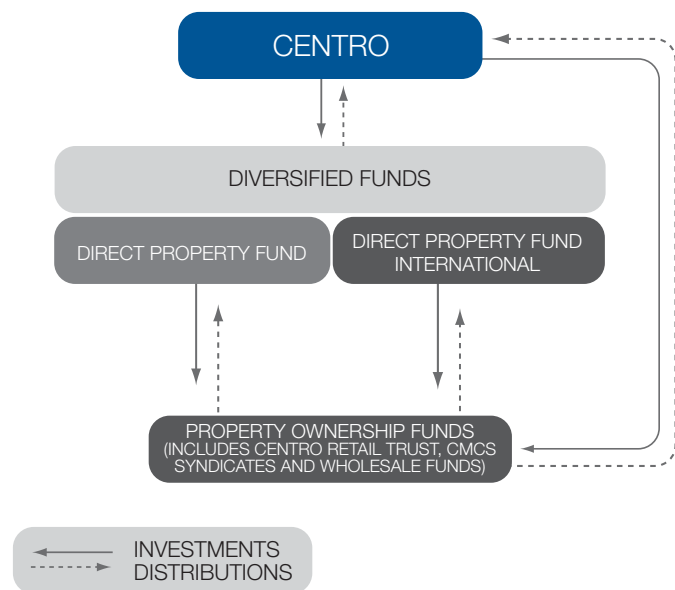 CENTRO
DIVERSIFIED FUNDS
DIRECT PROPERTY FUND
DIRECT PROPERTY FUND
INTERNATIONAL
PROPERTY OWNERSHIP FUNDS
(INCLUDES CENTRO RETAIL TRUST, CMCS
SYNDICATES AND WHOLESALE FUNDS)
INVESTMENTS
DISTRIBUTIONS